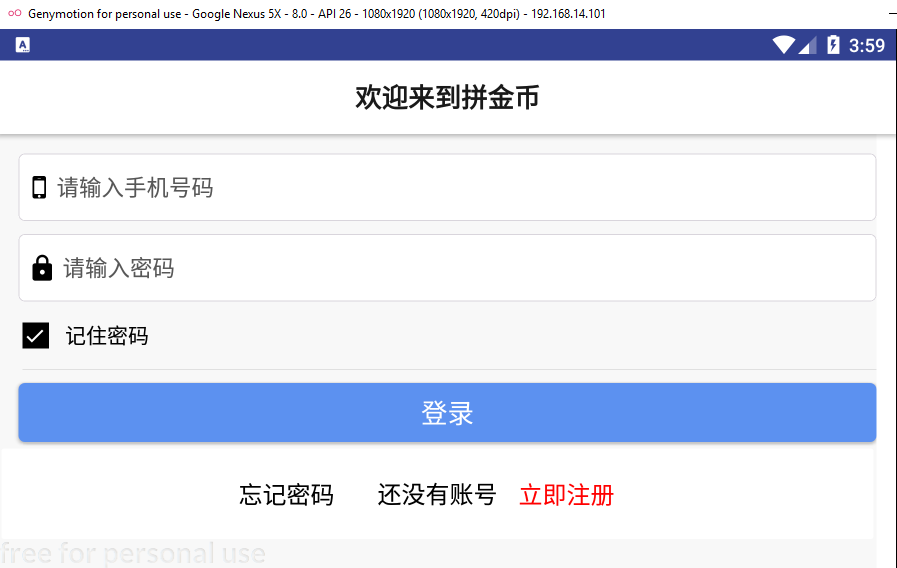 Genymotion for personal use - Google Nexus 5X - 8.0 - API 26 - 1080x1920 (1080x1920, 420dpi) - 192.168.14.101
A 3:59
欢迎来到拼金币
请输入手机号码
请输入密码
记住密码
登录
忘记密码 还没有账号 立即注册
free for personal use